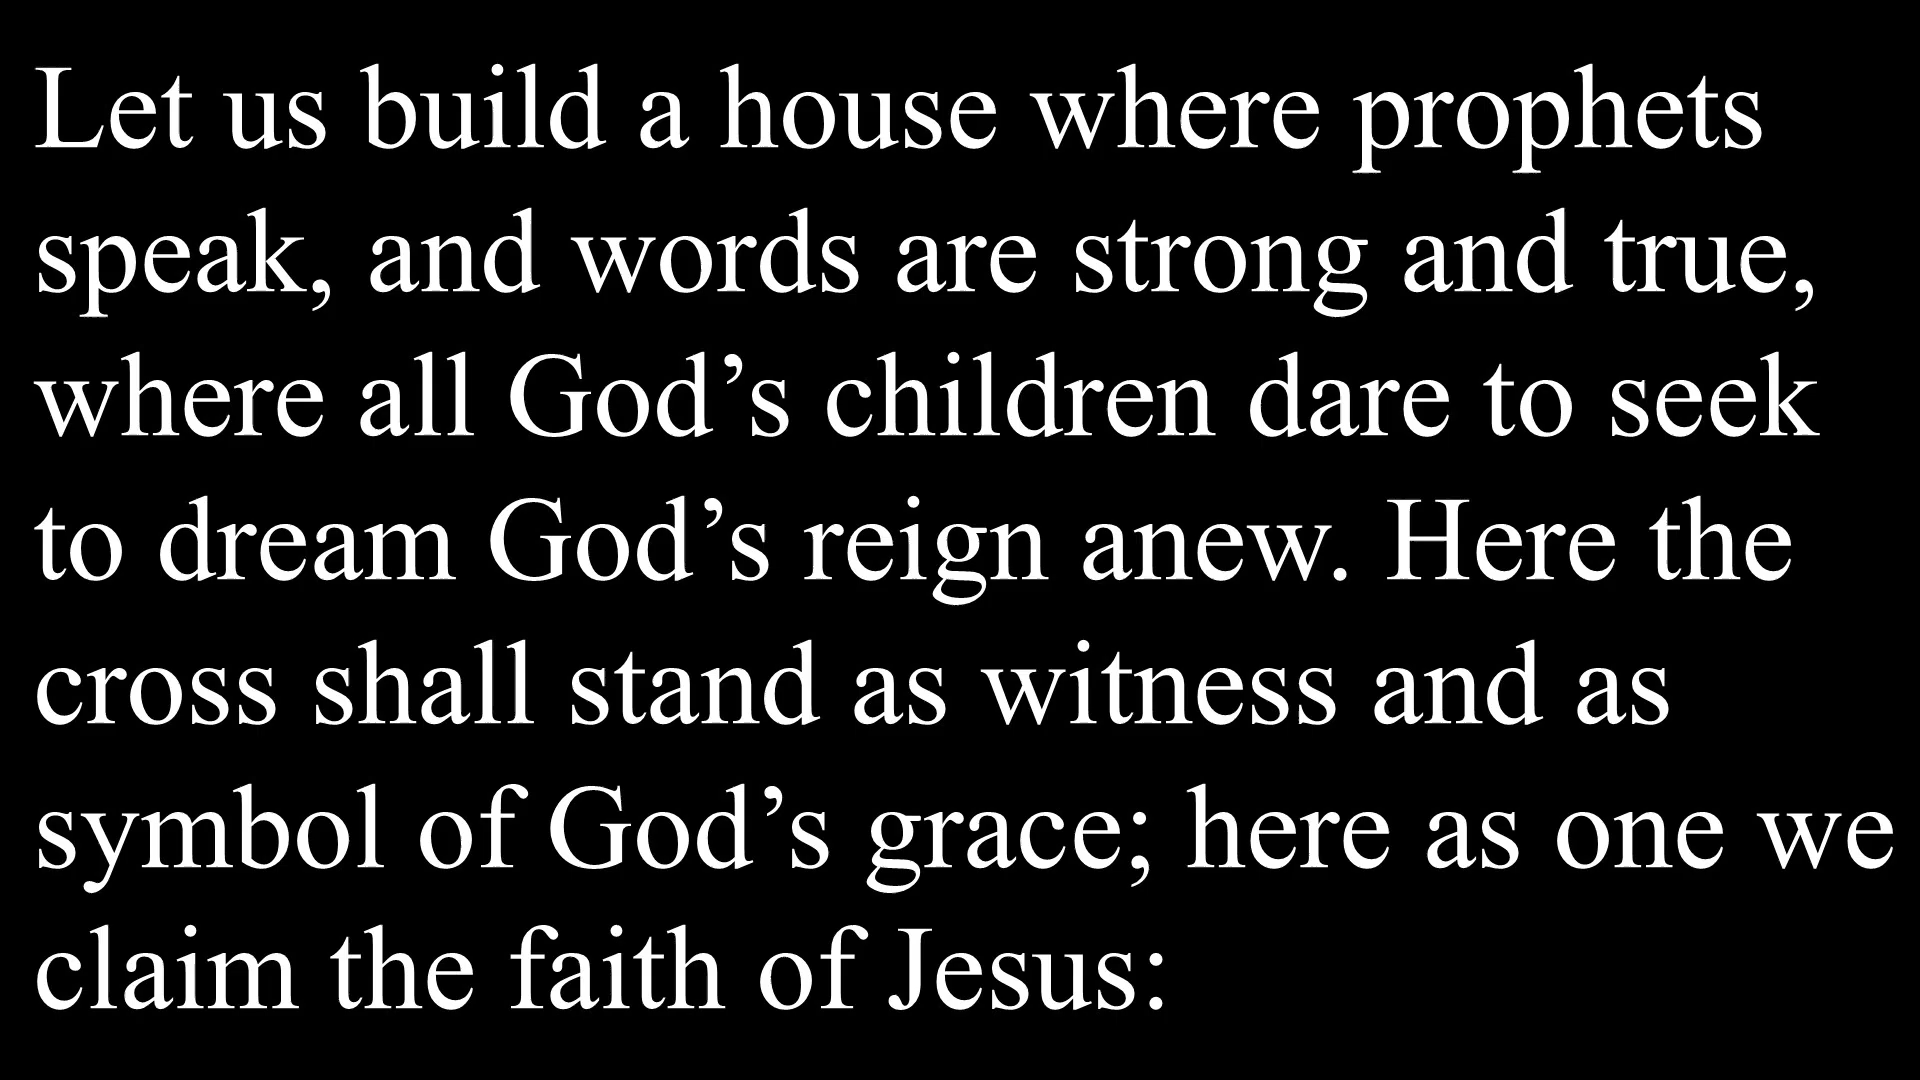 Let us build a house where prophets
speak, and words are strong and true,
where all God’s children dare to seek
to dream God’s reign anew. Here the
cross shall stand as witness and as
symbol of God’s grace; here as one we
claim the faith of Jesus: